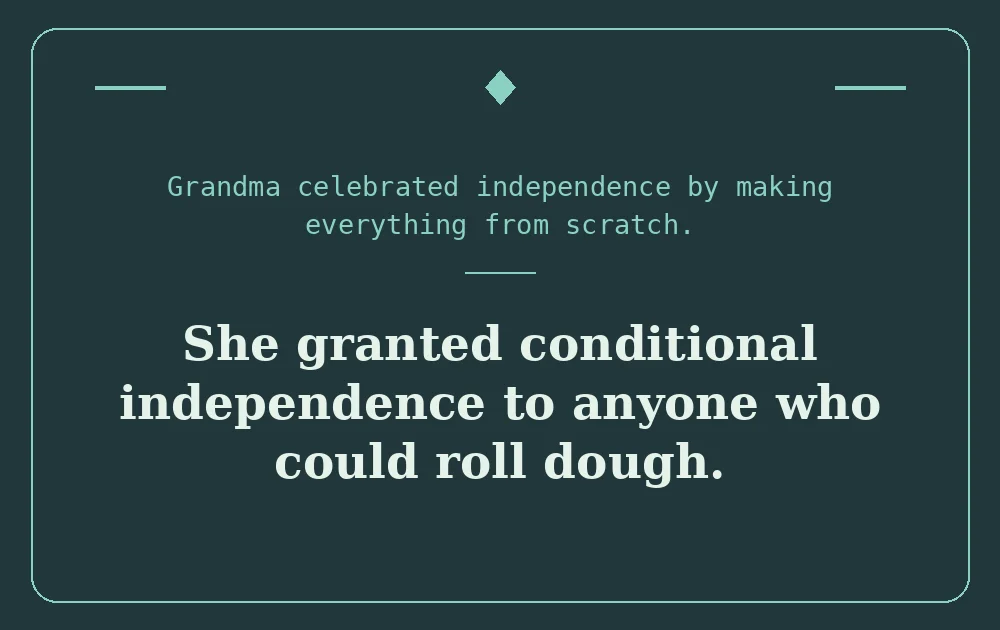 Grandma celebrated independence by making
everything from scratch.
She granted conditional
independence to anyone who
could roll dough.